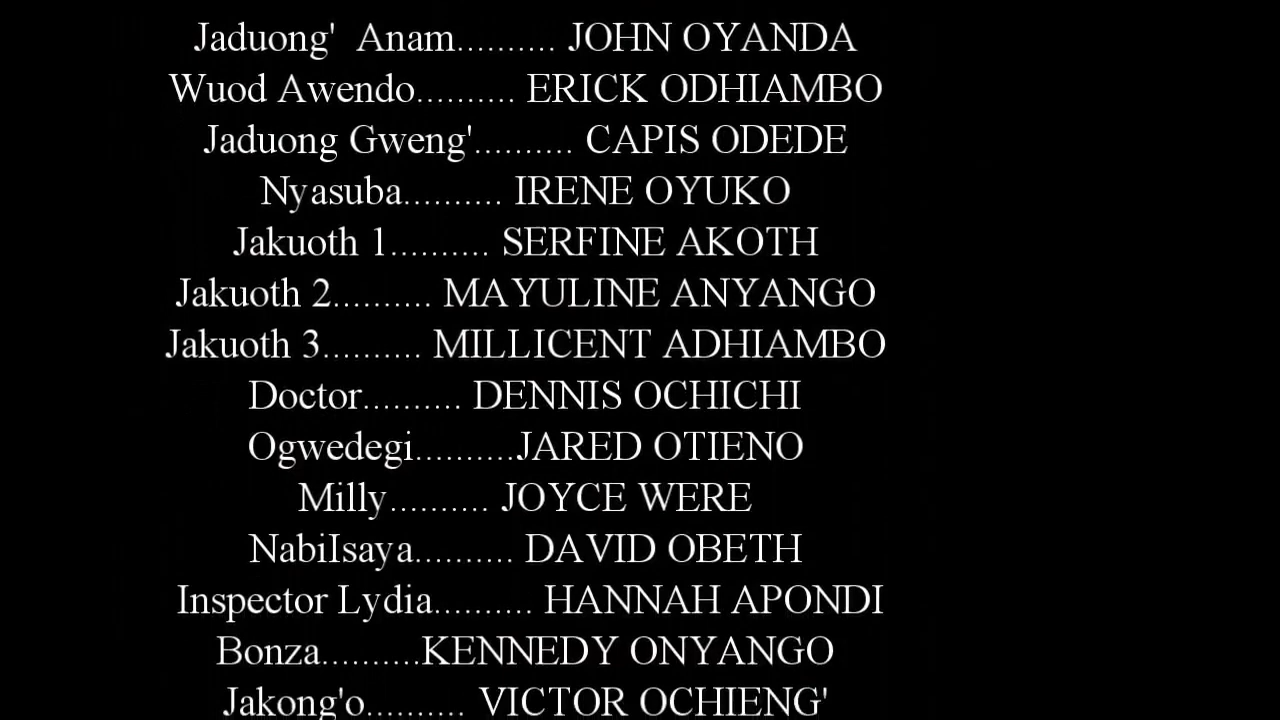 Jaduong'  Anam.......... JOHN OYANDA
Wuod Awendo.......... ERICK ODHIAMBO
Jaduong Gweng'.......... CAPIS ODEDE
Nyasuba.......... IRENE OYUKO
Jakuoth 1.......... SERFINE AKOTH
Jakuoth 2.......... MAYULINE ANYANGO
Jakuoth 3.......... MILLICENT ADHIAMBO
Doctor.......... DENNIS OCHICHI
Ogwedegi..........JARED OTIENO
Milly.......... JOYCE WERE
NabiIsaya.......... DAVID OBETH
Inspector Lydia.......... HANNAH APONDI
Bonza..........KENNEDY ONYANGO
Jakong'o.......... VICTOR OCHIENG'